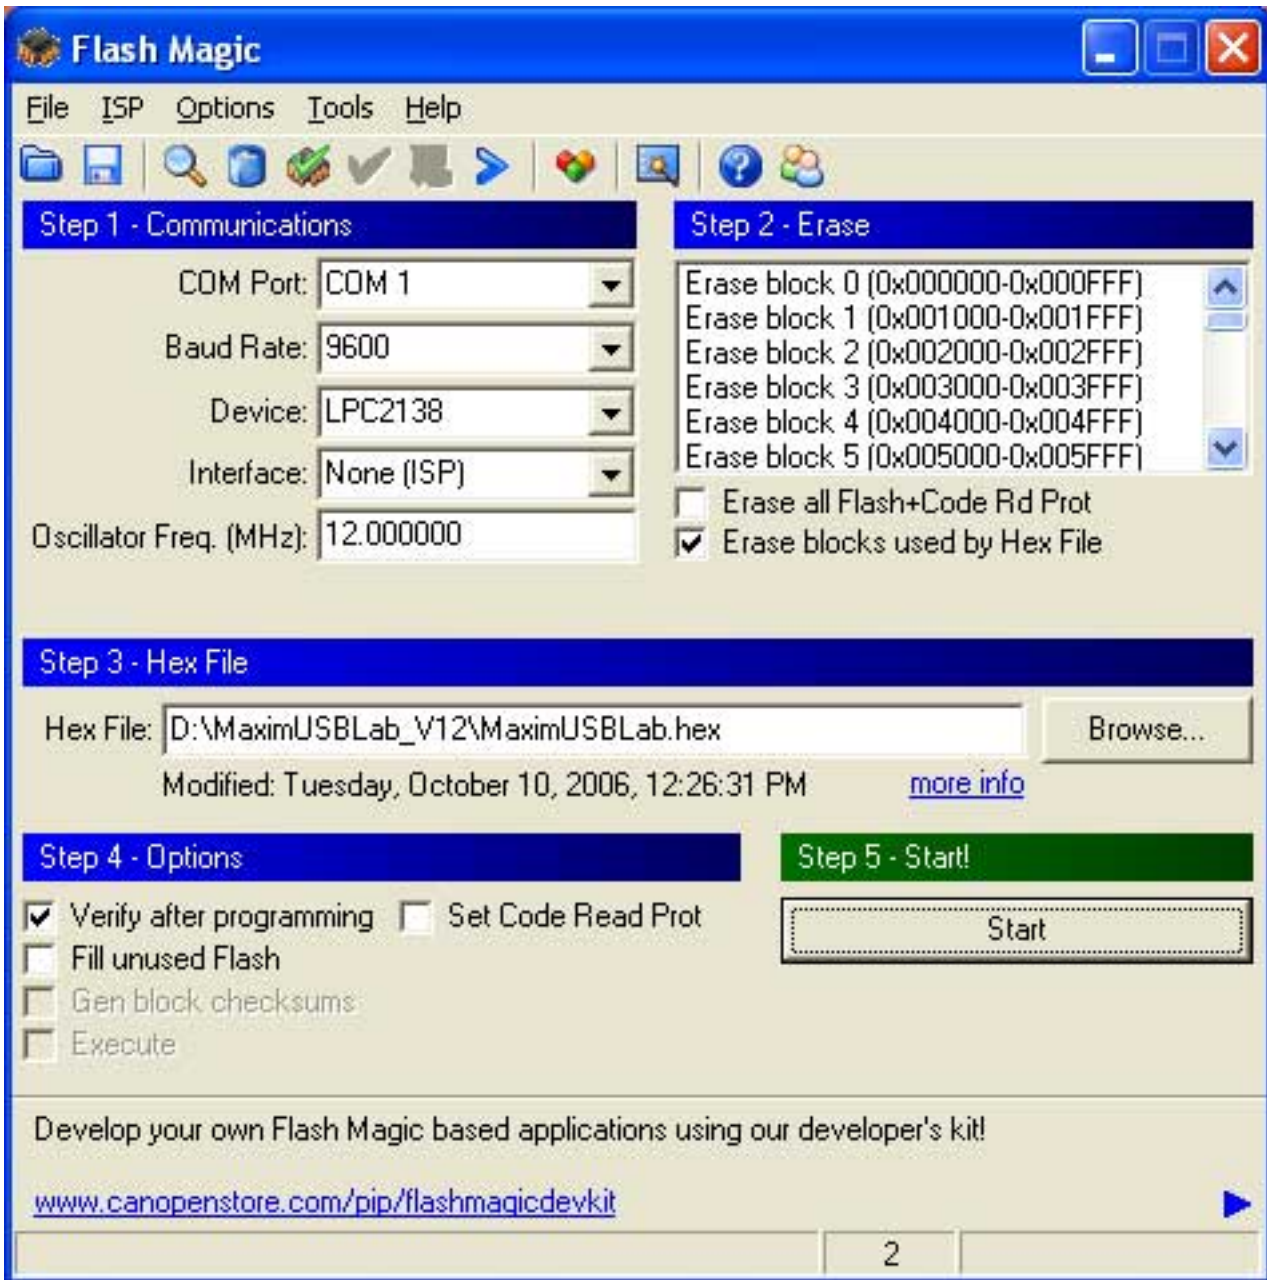 Flash Magic
File ISP Options Tools Help
Step 1 - Communications
COM Port: COM 1
Baud Rate: 9600
Device: LPC2138
Interface: None (ISP)
Oscillator Freq. (MHz): 12.000000
Step 2 - Erase
Erase block 0 (0x000000-0x000FFF)
Erase block 1 (0x001000-0x001FFF)
Erase block 2 (0x002000-0x002FFF)
Erase block 3 (0x003000-0x003FFF)
Erase block 4 (0x004000-0x004FFF)
Erase block 5 (0x005000-0x005FFF)
Erase all Flash+Code Rd Prot
Erase blocks used by Hex File
Step 3 - Hex File
Hex File: D:\MaximUSBLab_V12\MaximUSBLab.hex Browse...
Modified: Tuesday, October 10, 2006, 12:26:31 PM more info
Step 4 - Options
Verify after programming Set Code Read Prot
Fill unused Flash
Gen block checksums
Execute
Step 5 - Start!
Start
Develop your own Flash Magic based applications using our developer's kit!
www.canopenstore.com/pip/flashmagicdevkit
2